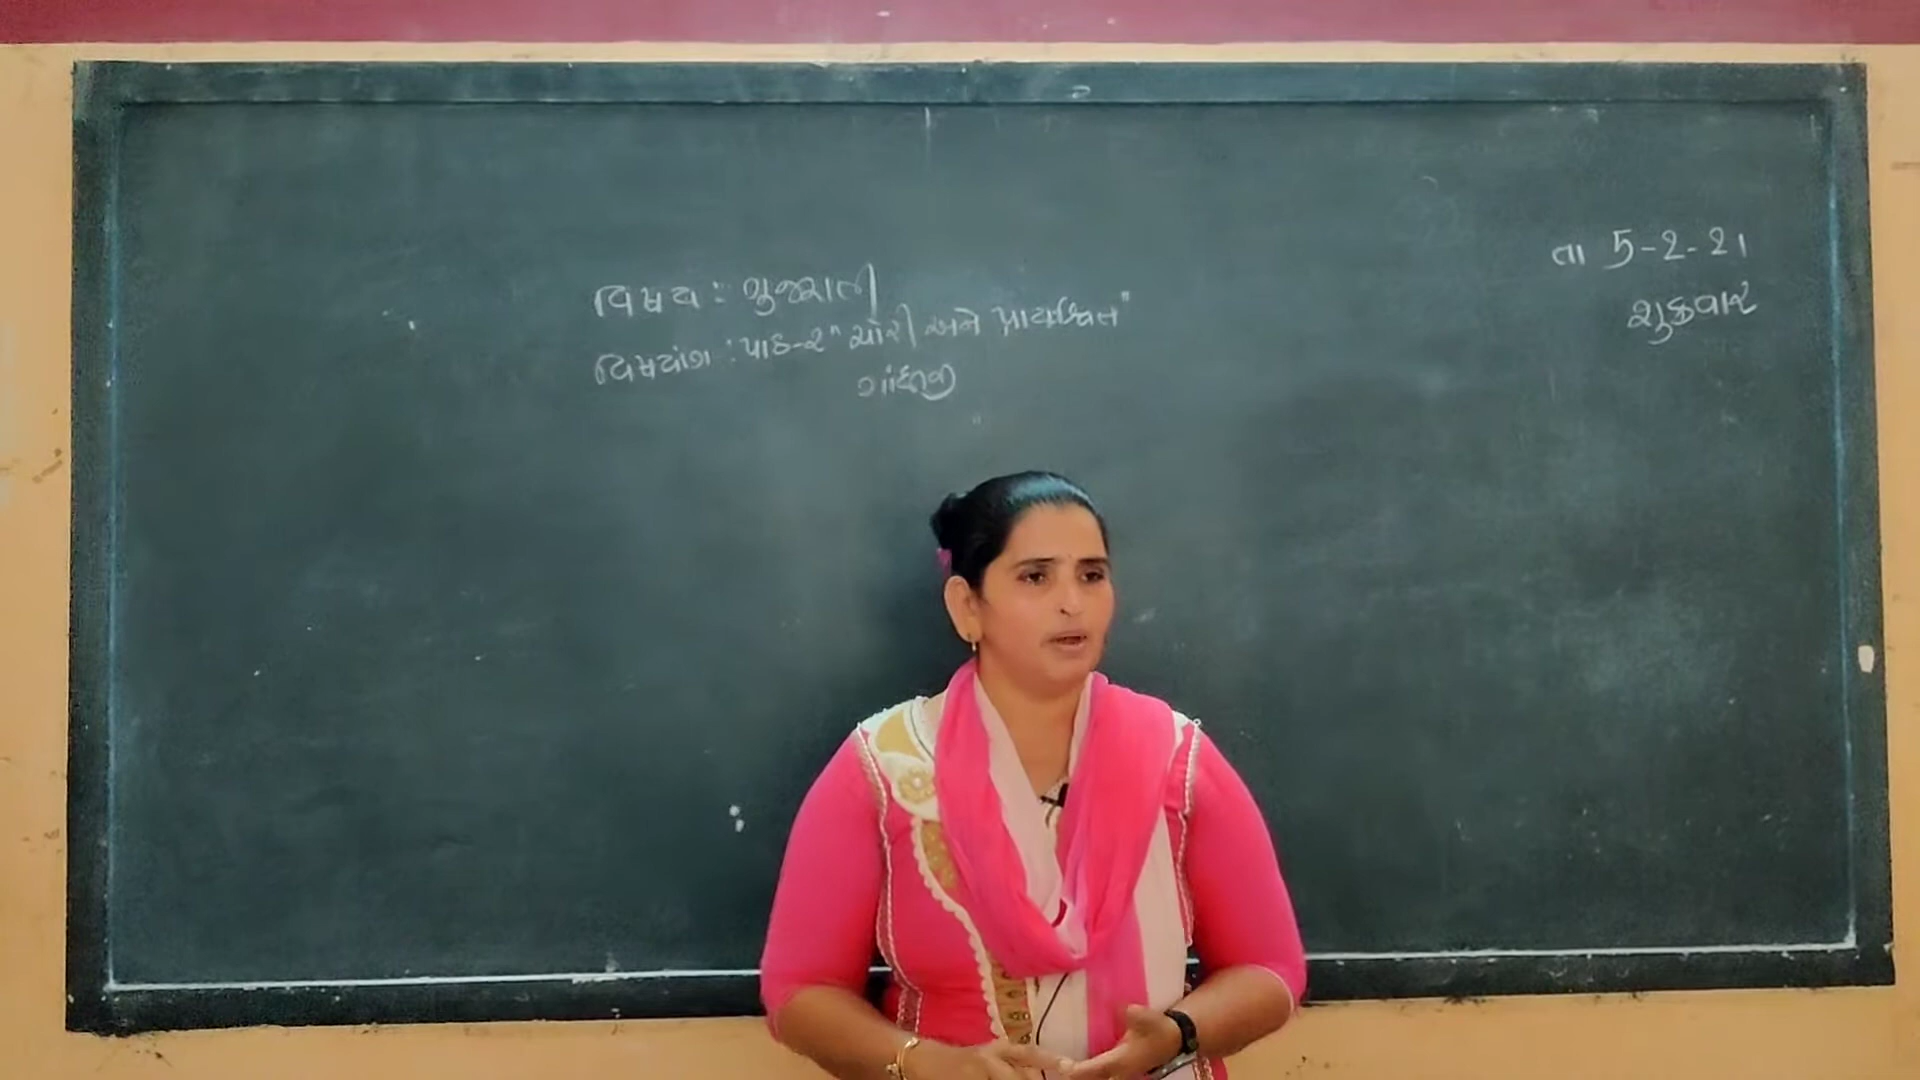 તા 5-2-21
શુક્રવાર
વિષય : ગુજરાતી
વિષયાંગ : પાઠ-2 "ચોરી અને પ્રાયશ્ચિત"
ગાંધીજી